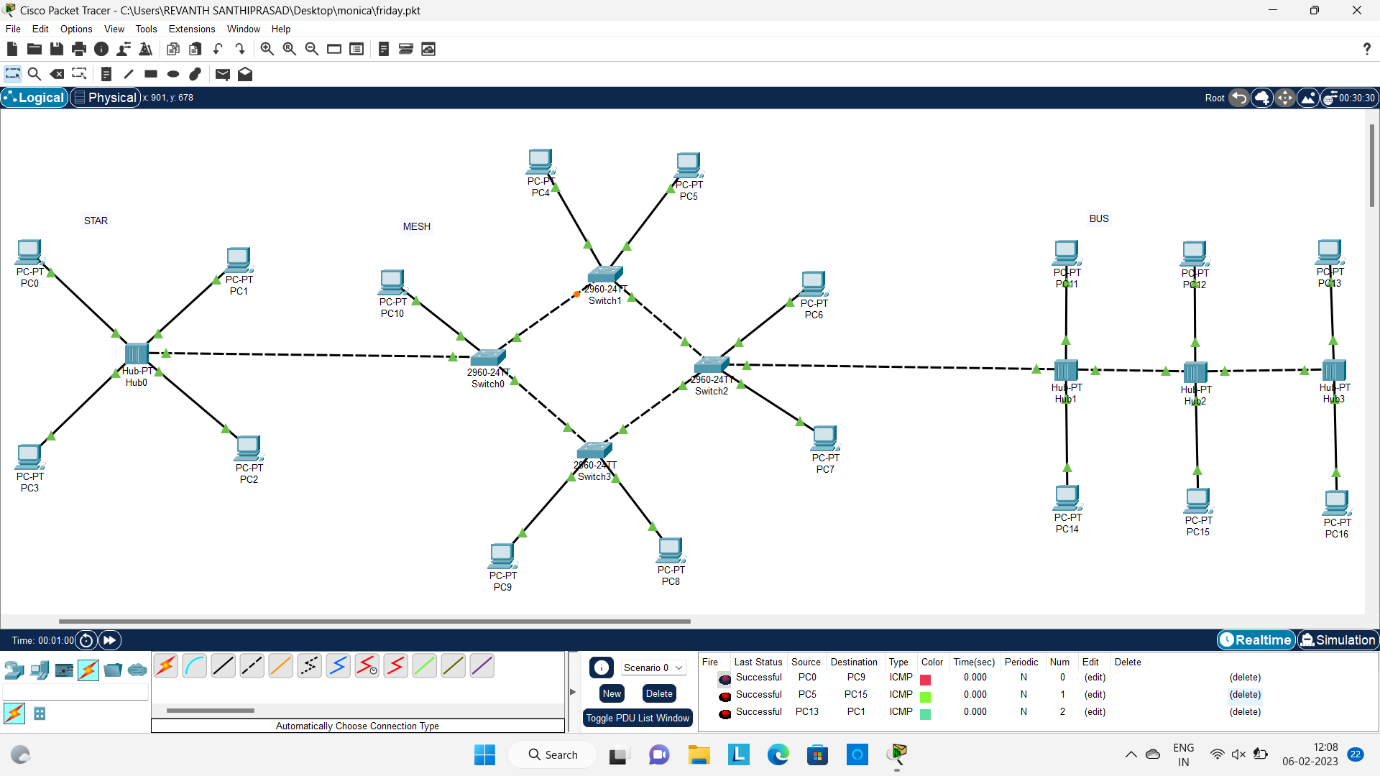 Cisco Packet Tracer - C:\Users\REVANTH SANTHIPRASAD\Desktop\monica\friday.pkt
File Edit Options View Tools Extensions Window Help
?
Logical Physical x: 901, y: 678 Root 00:30:30
STAR
MESH
BUS
PC-PT
PC4
PC-PT
PC5
PC-PT
PC0
PC-PT
PC1
PC-PT
PC10
2960-24TT
Switch1
PC-PT
PC6
PC-PT
PC11
PC-PT
PC12
PC-PT
PC13
Hub-PT
Hub0
2960-24TT
Switch0
2960-24TT
Switch2
Hub-PT
Hub1
Hub-PT
Hub2
Hub-PT
Hub3
PC-PT
PC3
PC-PT
PC2
2960-24TT
Switch3
PC-PT
PC7
PC-PT
PC14
PC-PT
PC15
PC-PT
PC16
PC-PT
PC9
PC-PT
PC8
Time: 00:01:00 Realtime Simulation
Scenario 0
New Delete
Toggle PDU List Window
Automatically Choose Connection Type
Fire Last Status Source Destination Type Color Time(sec) Periodic Num Edit Delete
Successful PC0 PC9 ICMP 0.000 N 0 (edit) (delete)
Successful PC5 PC15 ICMP 0.000 N 1 (edit) (delete)
Successful PC13 PC1 ICMP 0.000 N 2 (edit) (delete)
Search
ENG
IN
12:08
06-02-2023
22